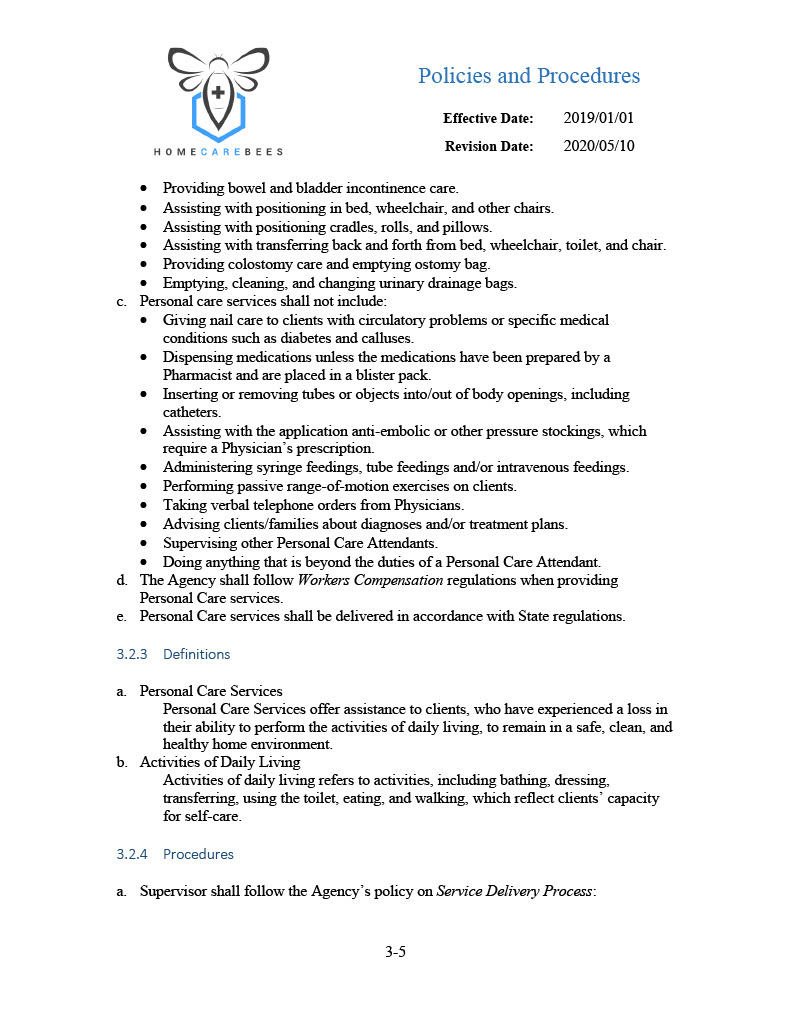 Policies and Procedures
Effective Date: 2019/01/01
Revision Date: 2020/05/10
HOMECAREBEES
• Providing bowel and bladder incontinence care.
• Assisting with positioning in bed, wheelchair, and other chairs.
• Assisting with positioning cradles, rolls, and pillows.
• Assisting with transferring back and forth from bed, wheelchair, toilet, and chair.
• Providing colostomy care and emptying ostomy bag.
• Emptying, cleaning, and changing urinary drainage bags.
c. Personal care services shall not include:
• Giving nail care to clients with circulatory problems or specific medical
conditions such as diabetes and calluses.
• Dispensing medications unless the medications have been prepared by a
Pharmacist and are placed in a blister pack.
• Inserting or removing tubes or objects into/out of body openings, including
catheters.
• Assisting with the application anti-embolic or other pressure stockings, which
require a Physician’s prescription.
• Administering syringe feedings, tube feedings and/or intravenous feedings.
• Performing passive range-of-motion exercises on clients.
• Taking verbal telephone orders from Physicians.
• Advising clients/families about diagnoses and/or treatment plans.
• Supervising other Personal Care Attendants.
• Doing anything that is beyond the duties of a Personal Care Attendant.
d. The Agency shall follow Workers Compensation regulations when providing
Personal Care services.
e. Personal Care services shall be delivered in accordance with State regulations.
3.2.3 Definitions
a. Personal Care Services
Personal Care Services offer assistance to clients, who have experienced a loss in
their ability to perform the activities of daily living, to remain in a safe, clean, and
healthy home environment.
b. Activities of Daily Living
Activities of daily living refers to activities, including bathing, dressing,
transferring, using the toilet, eating, and walking, which reflect clients’ capacity
for self-care.
3.2.4 Procedures
a. Supervisor shall follow the Agency’s policy on Service Delivery Process:
3-5